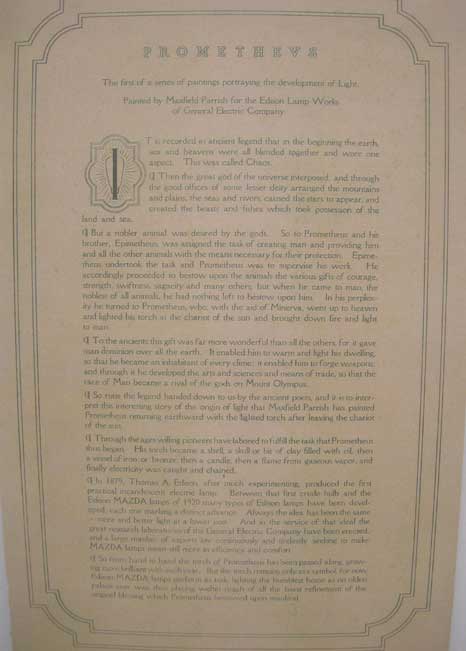 PROMETHEVS
The first of a series of paintings portraying the development of Light.
Painted by Maxfield Parrish for the Edison Lamp Works
of General Electric Company
IT is recorded in ancient legend that in the beginning the earth,
sea and heavens were all blended together and wore one
aspect. This was called Chaos.
¶ Then the great god of the universe interposed, and through
the good offices of some lesser deity arranged the mountains
and plains, the seas and rivers, caused the stars to appear, and
created the beasts and fishes which took possession of the
land and sea.
¶ But a nobler animal was desired by the gods. So to Prometheus and his
brother, Epimetheus, was assigned the task of creating man and providing him
and all the other animals with the means necessary for their protection. Epime-
theus undertook the task and Prometheus was to supervise his work. He
accordingly proceeded to bestow upon the animals the various gifts of courage,
strength, swiftness, sagacity and many others; but when he came to man, the
noblest of all animals, he had nothing left to bestow upon him. In his perplex-
ity he turned to Prometheus, who, with the aid of Minerva, went up to heaven
and lighted his torch at the chariot of the sun and brought down fire and light
to man.
¶ To the ancients this gift was far more wonderful than all the others, for it gave
man dominion over all the earth. It enabled him to warm and light his dwelling,
so that he became an inhabitant of every clime; it enabled him to forge weapons;
and through it he developed the arts and sciences and means of trade, so that the
race of Man became a rival of the gods on Mount Olympus.
¶ So runs the legend handed down to us by the ancient poets, and it is to inter-
pret this interesting story of the origin of light that Maxfield Parrish has painted
Prometheus returning earthward with the lighted torch after leaving the chariot
of the sun.
¶ Through the ages willing pioneers have labored to fulfill the task that Prometheus
thus began. His torch became a shell, a skull or bit of clay filled with oil, then
a vessel of iron or bronze, then a candle, then a flame from gaseous vapor, and
finally electricity was caught and chained.
¶ In 1879, Thomas A. Edison, after much experimenting, produced the first
practical incandescent electric lamp. Between that first crude bulb and the
Edison MAZDA lamps of 1920 many types of Edison lamps have been devel-
oped, each one marking a distinct advance. Always the idea has been the same
—more and better light at a lower cost. And in the service of that ideal the
great research laboratories of the General Electric Company have been erected,
and a large number of experts are continuously and tirelessly seeking to make
MAZDA lamps mean still more in efficiency and comfort.
¶ So from hand to hand the torch of Prometheus has been passed along, grow-
ing more brilliant with each year. But the torch remains only as a symbol for now
Edison MAZDA lamps perform its task, lighting the humblest home as no olden
palace ever was, thus placing within reach of all the finest refinement of the
original blessing which Prometheus bestowed upon mankind.